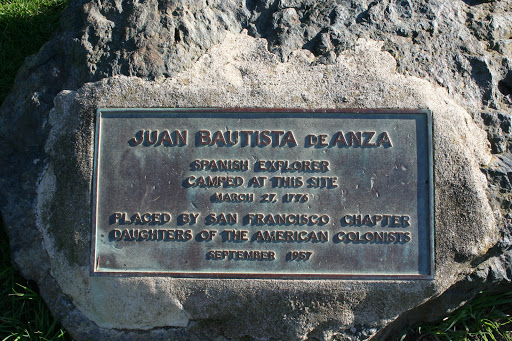 JUAN BAUTISTA DE ANZA
SPANISH EXPLORER
CAMPED AT THIS SITE
MARCH 27, 1776
PLACED BY SAN FRANCISCO CHAPTER
DAUGHTERS OF THE AMERICAN COLONISTS
SEPTEMBER 1957